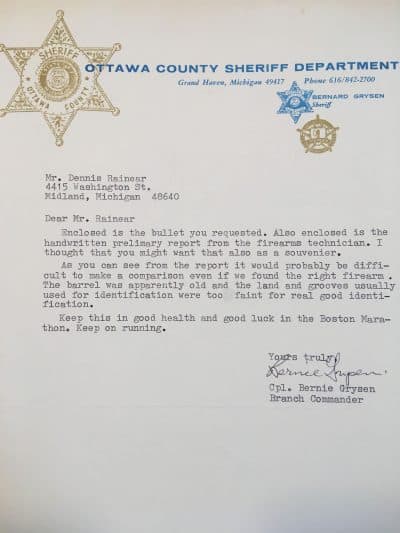 SHERIFF
OTTAWA COUNTY
OTTAWA COUNTY SHERIFF DEPARTMENT
Grand Haven, Michigan 49417 Phone 616/842-2700
BERNARD GRYSEN
Sheriff
Mr. Dennis Rainear
4415 Washington St.
Midland, Michigan 48640
Dear Mr. Rainear
Enclosed is the bullet you requested. Also enclosed is the
handwritten prelimary report from the firearms technician. I
thought that you might want that also as a souvenier.
As you can see from the report it would probably be diffi-
cult to make a comparison even if we found the right firearm .
The barrel was apparently old and the land and grooves usually
used for identification were too faint for real good identi-
fication.
Keep this in good health and good luck in the Boston Mara-
thon. Keep on running.
Yours truly,
Bernie Grysen
Cpl. Bernie Grysen
Branch Commander